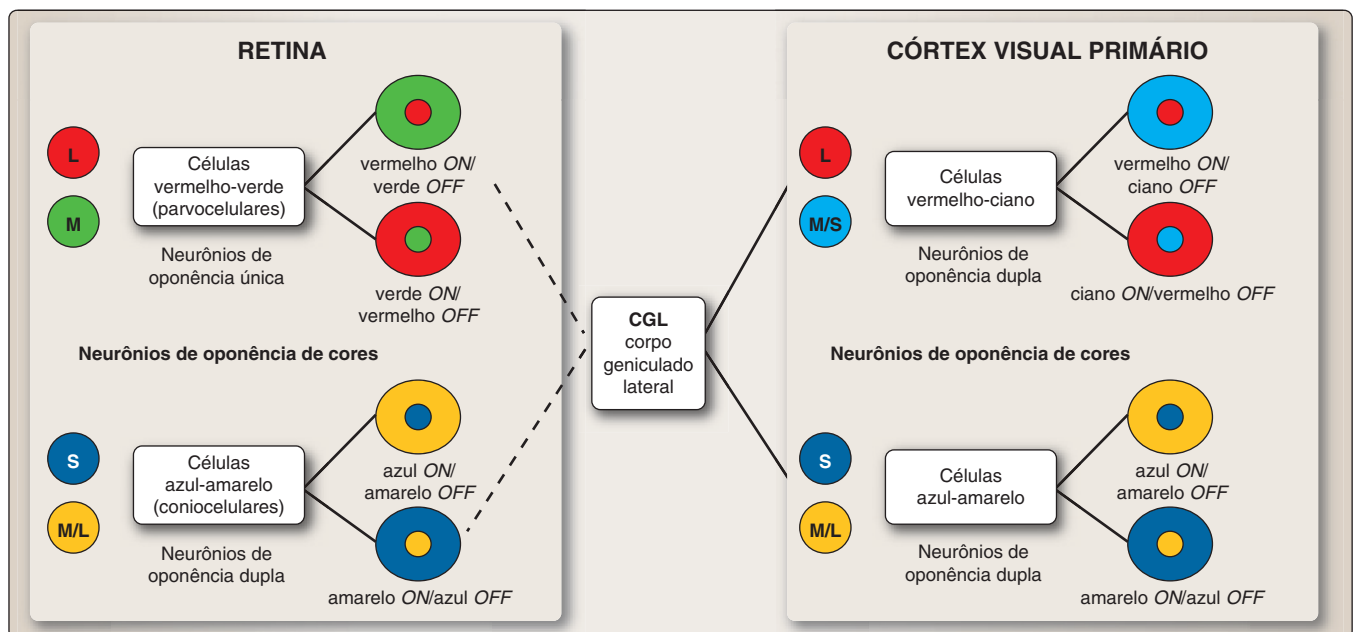 RETINA
L
M
Células
vermelho-verde
(parvocelulares)
Neurônios de
oponência única
vermelho ON/
verde OFF
verde ON/
vermelho OFF
Neurônios de oponência de cores
S
M/L
Células
azul-amarelo
(coniocelulares)
Neurônios de
oponência dupla
azul ON/
amarelo OFF
amarelo ON/azul OFF
CGL
corpo
geniculado
lateral
CÓRTEX VISUAL PRIMÁRIO
L
M/S
Células
vermelho-ciano
Neurônios de
oponência dupla
vermelho ON/
ciano OFF
ciano ON/vermelho OFF
Neurônios de oponência de cores
S
M/L
Células
azul-amarelo
Neurônios de
oponência dupla
azul ON/
amarelo OFF
amarelo ON/azul OFF